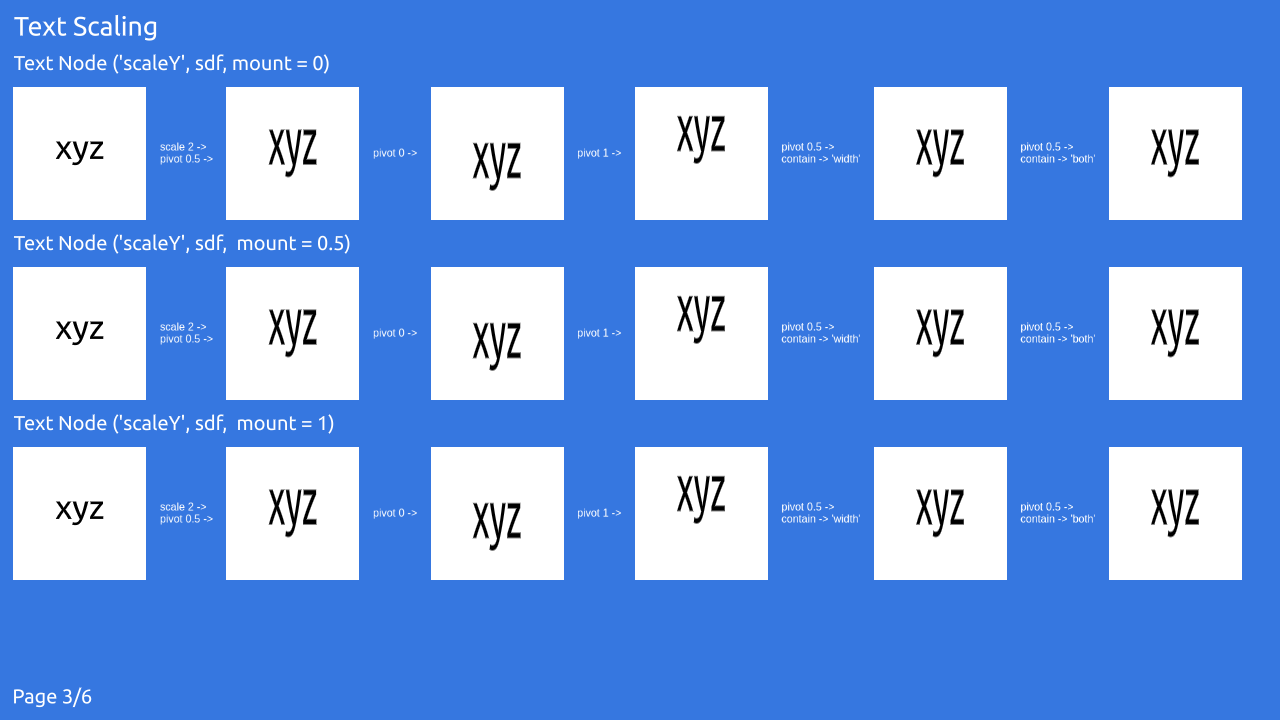 Text Scaling
Text Node ('scaleY', sdf, mount = 0)
xyz
scale 2 ->
pivot 0.5 ->
xyz
pivot 0 ->
xyz
pivot 1 ->
xyz
pivot 0.5 ->
contain -> 'width'
xyz
pivot 0.5 ->
contain -> 'both'
xyz
Text Node ('scaleY', sdf,  mount = 0.5)
xyz
scale 2 ->
pivot 0.5 ->
xyz
pivot 0 ->
xyz
pivot 1 ->
xyz
pivot 0.5 ->
contain -> 'width'
xyz
pivot 0.5 ->
contain -> 'both'
xyz
Text Node ('scaleY', sdf,  mount = 1)
xyz
scale 2 ->
pivot 0.5 ->
xyz
pivot 0 ->
xyz
pivot 1 ->
xyz
pivot 0.5 ->
contain -> 'width'
xyz
pivot 0.5 ->
contain -> 'both'
xyz
Page 3/6